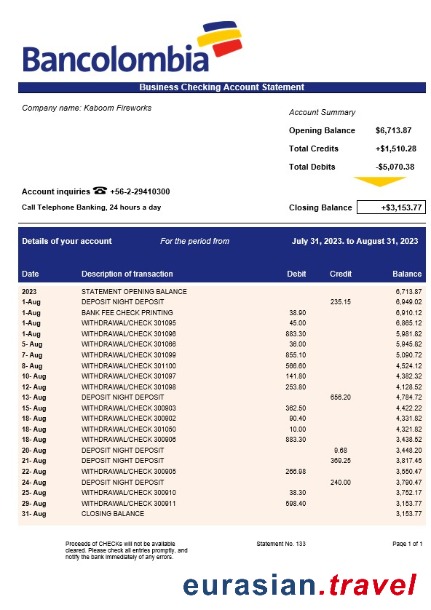 Bancolombia
Business Checking Account Statement
Company name: Kaboom Fireworks
Account Summary
Opening Balance $6,713.87
Total Credits +$1,510.28
Total Debits -$5,070.38
Account inquiries ☎ +56-2-29410300
Call Telephone Banking, 24 hours a day
Closing Balance +$3,153.77
Details of your account For the period from July 31, 2023. to August 31, 2023
Date Description of transaction Debit Credit Balance
2023 STATEMENT OPENING BALANCE 6,713.87
1-Aug DEPOSIT NIGHT DEPOSIT 235.15 6,949.02
1-Aug BANK FEE CHECK PRINTING 38.90 6,910.12
1-Aug WITHDRAWAL/CHECK 301095 45.00 6,865.12
1-Aug WITHDRAWAL/CHECK 301096 883.30 5,981.82
5- Aug WITHDRAWAL/CHECK 301088 36.00 5,945.82
7- Aug WITHDRAWAL/CHECK 301099 855.10 5,090.72
8- Aug WITHDRAWAL/CHECK 301100 566.60 4,524.12
10- Aug WITHDRAWAL/CHECK 301097 141.80 4,382.32
12- Aug WITHDRAWAL/CHECK 301098 253.80 4,128.52
13- Aug DEPOSIT NIGHT DEPOSIT 656.20 4,784.72
15- Aug WITHDRAWAL/CHECK 300903 362.50 4,422.22
18- Aug WITHDRAWAL/CHECK 300902 90.40 4,331.82
18- Aug WITHDRAWAL/CHECK 301050 10.00 4,321.82
18- Aug WITHDRAWAL/CHECK 300906 883.30 3,438.52
20- Aug DEPOSIT NIGHT DEPOSIT 9.68 3,448.20
21- Aug DEPOSIT NIGHT DEPOSIT 369.25 3,817.45
22- Aug WITHDRAWAL/CHECK 300905 266.98 3,550.47
24- Aug DEPOSIT NIGHT DEPOSIT 240.00 3,790.47
25- Aug WITHDRAWAL/CHECK 300910 38.30 3,752.17
29- Aug WITHDRAWAL/CHECK 300911 598.40 3,153.77
31- Aug CLOSING BALANCE 3,153.77
Proceeds of CHECKs will not be available
cleared. Please check all entries promptly, and
notify the bank immediately of any errors.
Statement No. 133
Page 1 of 1
eurasian.travel